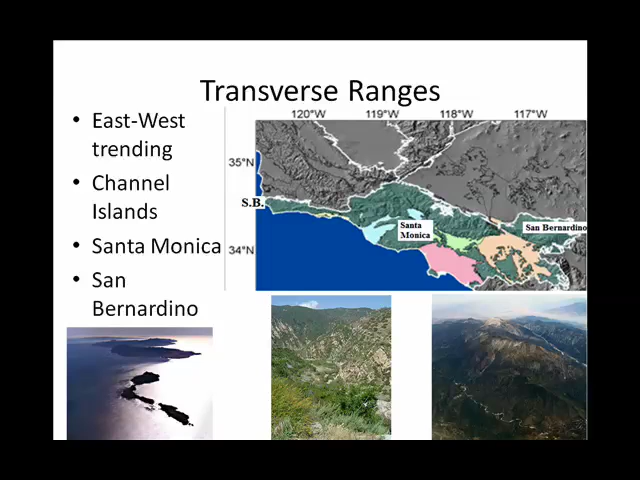 Transverse Ranges
• East-West
trending
• Channel
Islands
• Santa Monica
• San
Bernardino
120°W 119°W 118°W 117°W
35°N
S.B.
34°N
Santa
Monica
San Bernardino